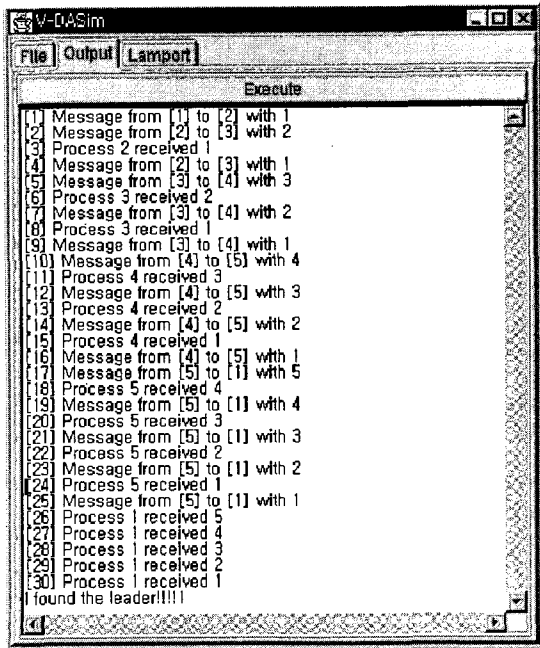 V-DASim
File Output Lamport
Execute
[1] Message from [1] to [2] with 1
[2] Message from [2] to [3] with 2
[3] Process 2 received 1
[4] Message from [2] to [3] with 1
[5] Message from [3] to [4] with 3
[6] Process 3 received 2
[7] Message from [3] to [4] with 2
[8] Process 3 received 1
[9] Message from [3] to [4] with 1
[10] Message from [4] to [5] with 4
[11] Process 4 received 3
[12] Message from [4] to [5] with 3
[13] Process 4 received 2
[14] Message from [4] to [5] with 2
[15] Process 4 received 1
[16] Message from [4] to [5] with 1
[17] Message from [5] to [1] with 5
[18] Process 5 received 4
[19] Message from [5] to [1] with 4
[20] Process 5 received 3
[21] Message from [5] to [1] with 3
[22] Process 5 received 2
[23] Message from [5] to [1] with 2
[24] Process 5 received 1
[25] Message from [5] to [1] with 1
[26] Process 1 received 5
[27] Process 1 received 4
[28] Process 1 received 3
[29] Process 1 received 2
[30] Process 1 received 1
I found the leader!!!!!